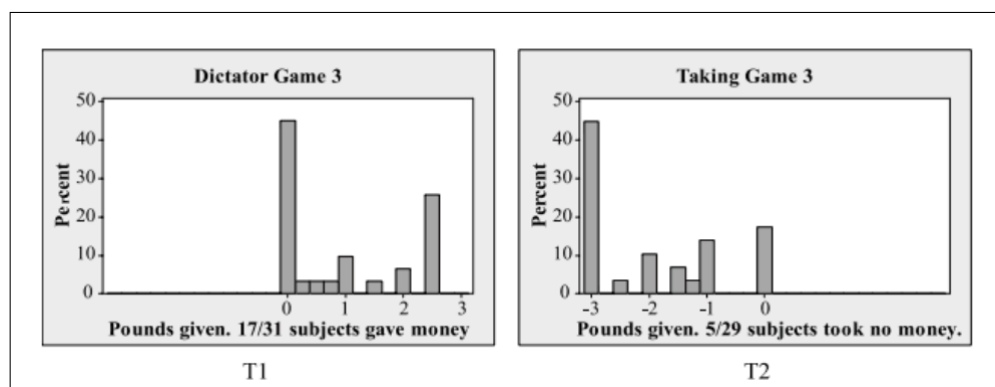 Dictator Game 3
50
40
30
20
10
0
Percent
0 1 2 3
Pounds given. 17/31 subjects gave money
T1
Taking Game 3
50
40
30
20
10
0
Percent
-3 -2 -1 0
Pounds given. 5/29 subjects took no money.
T2